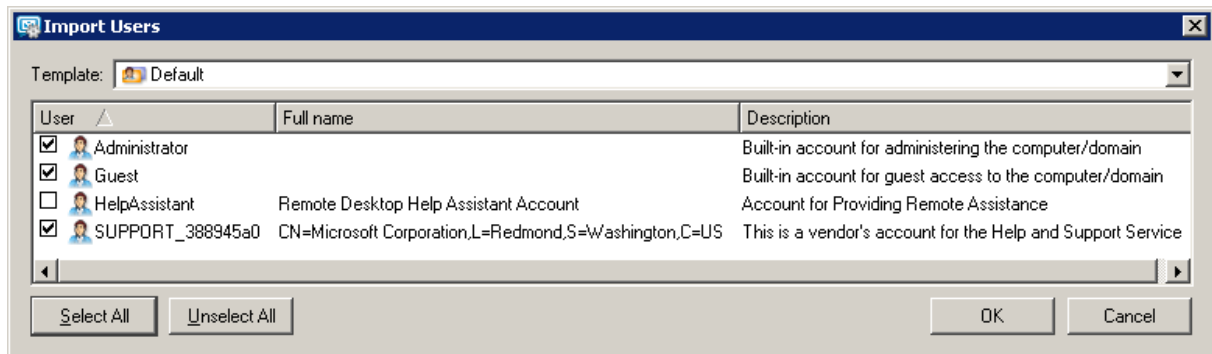 Import Users
Template: Default
User Full name Description
Administrator Built-in account for administering the computer/domain
Guest Built-in account for guest access to the computer/domain
HelpAssistant Remote Desktop Help Assistant Account Account for Providing Remote Assistance
SUPPORT_388945a0 CN=Microsoft Corporation,L=Redmond,S=Washington,C=US This is a vendor's account for the Help and Support Service
Select All Unselect All OK Cancel